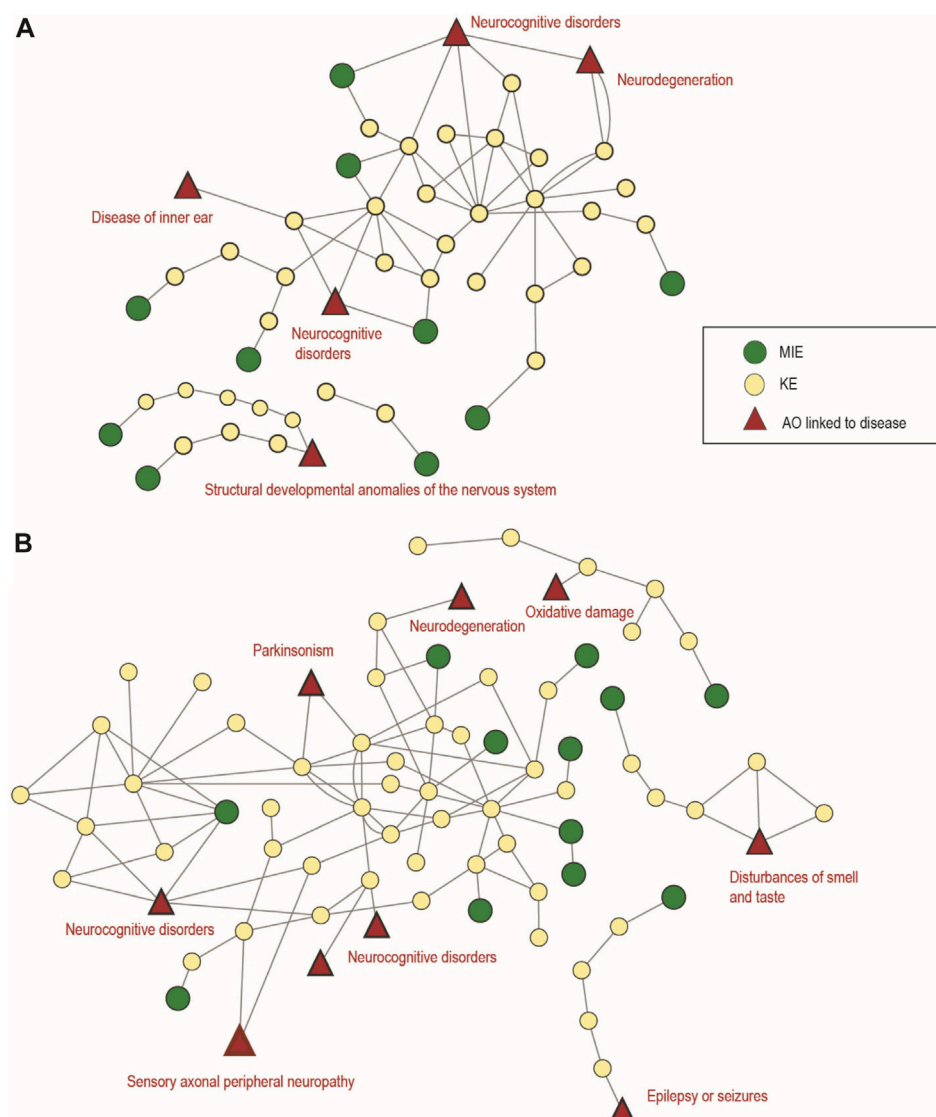 A
Neurocognitive disorders
Neurodegeneration
Disease of inner ear
Neurocognitive
disorders
MIE
KE
AO linked to disease
Structural developmental anomalies of the nervous system
B
Oxidative damage
Neurodegeneration
Parkinsonism
Disturbances of smell
and taste
Neurocognitive disorders
Neurocognitive disorders
Sensory axonal peripheral neuropathy
Epilepsy or seizures